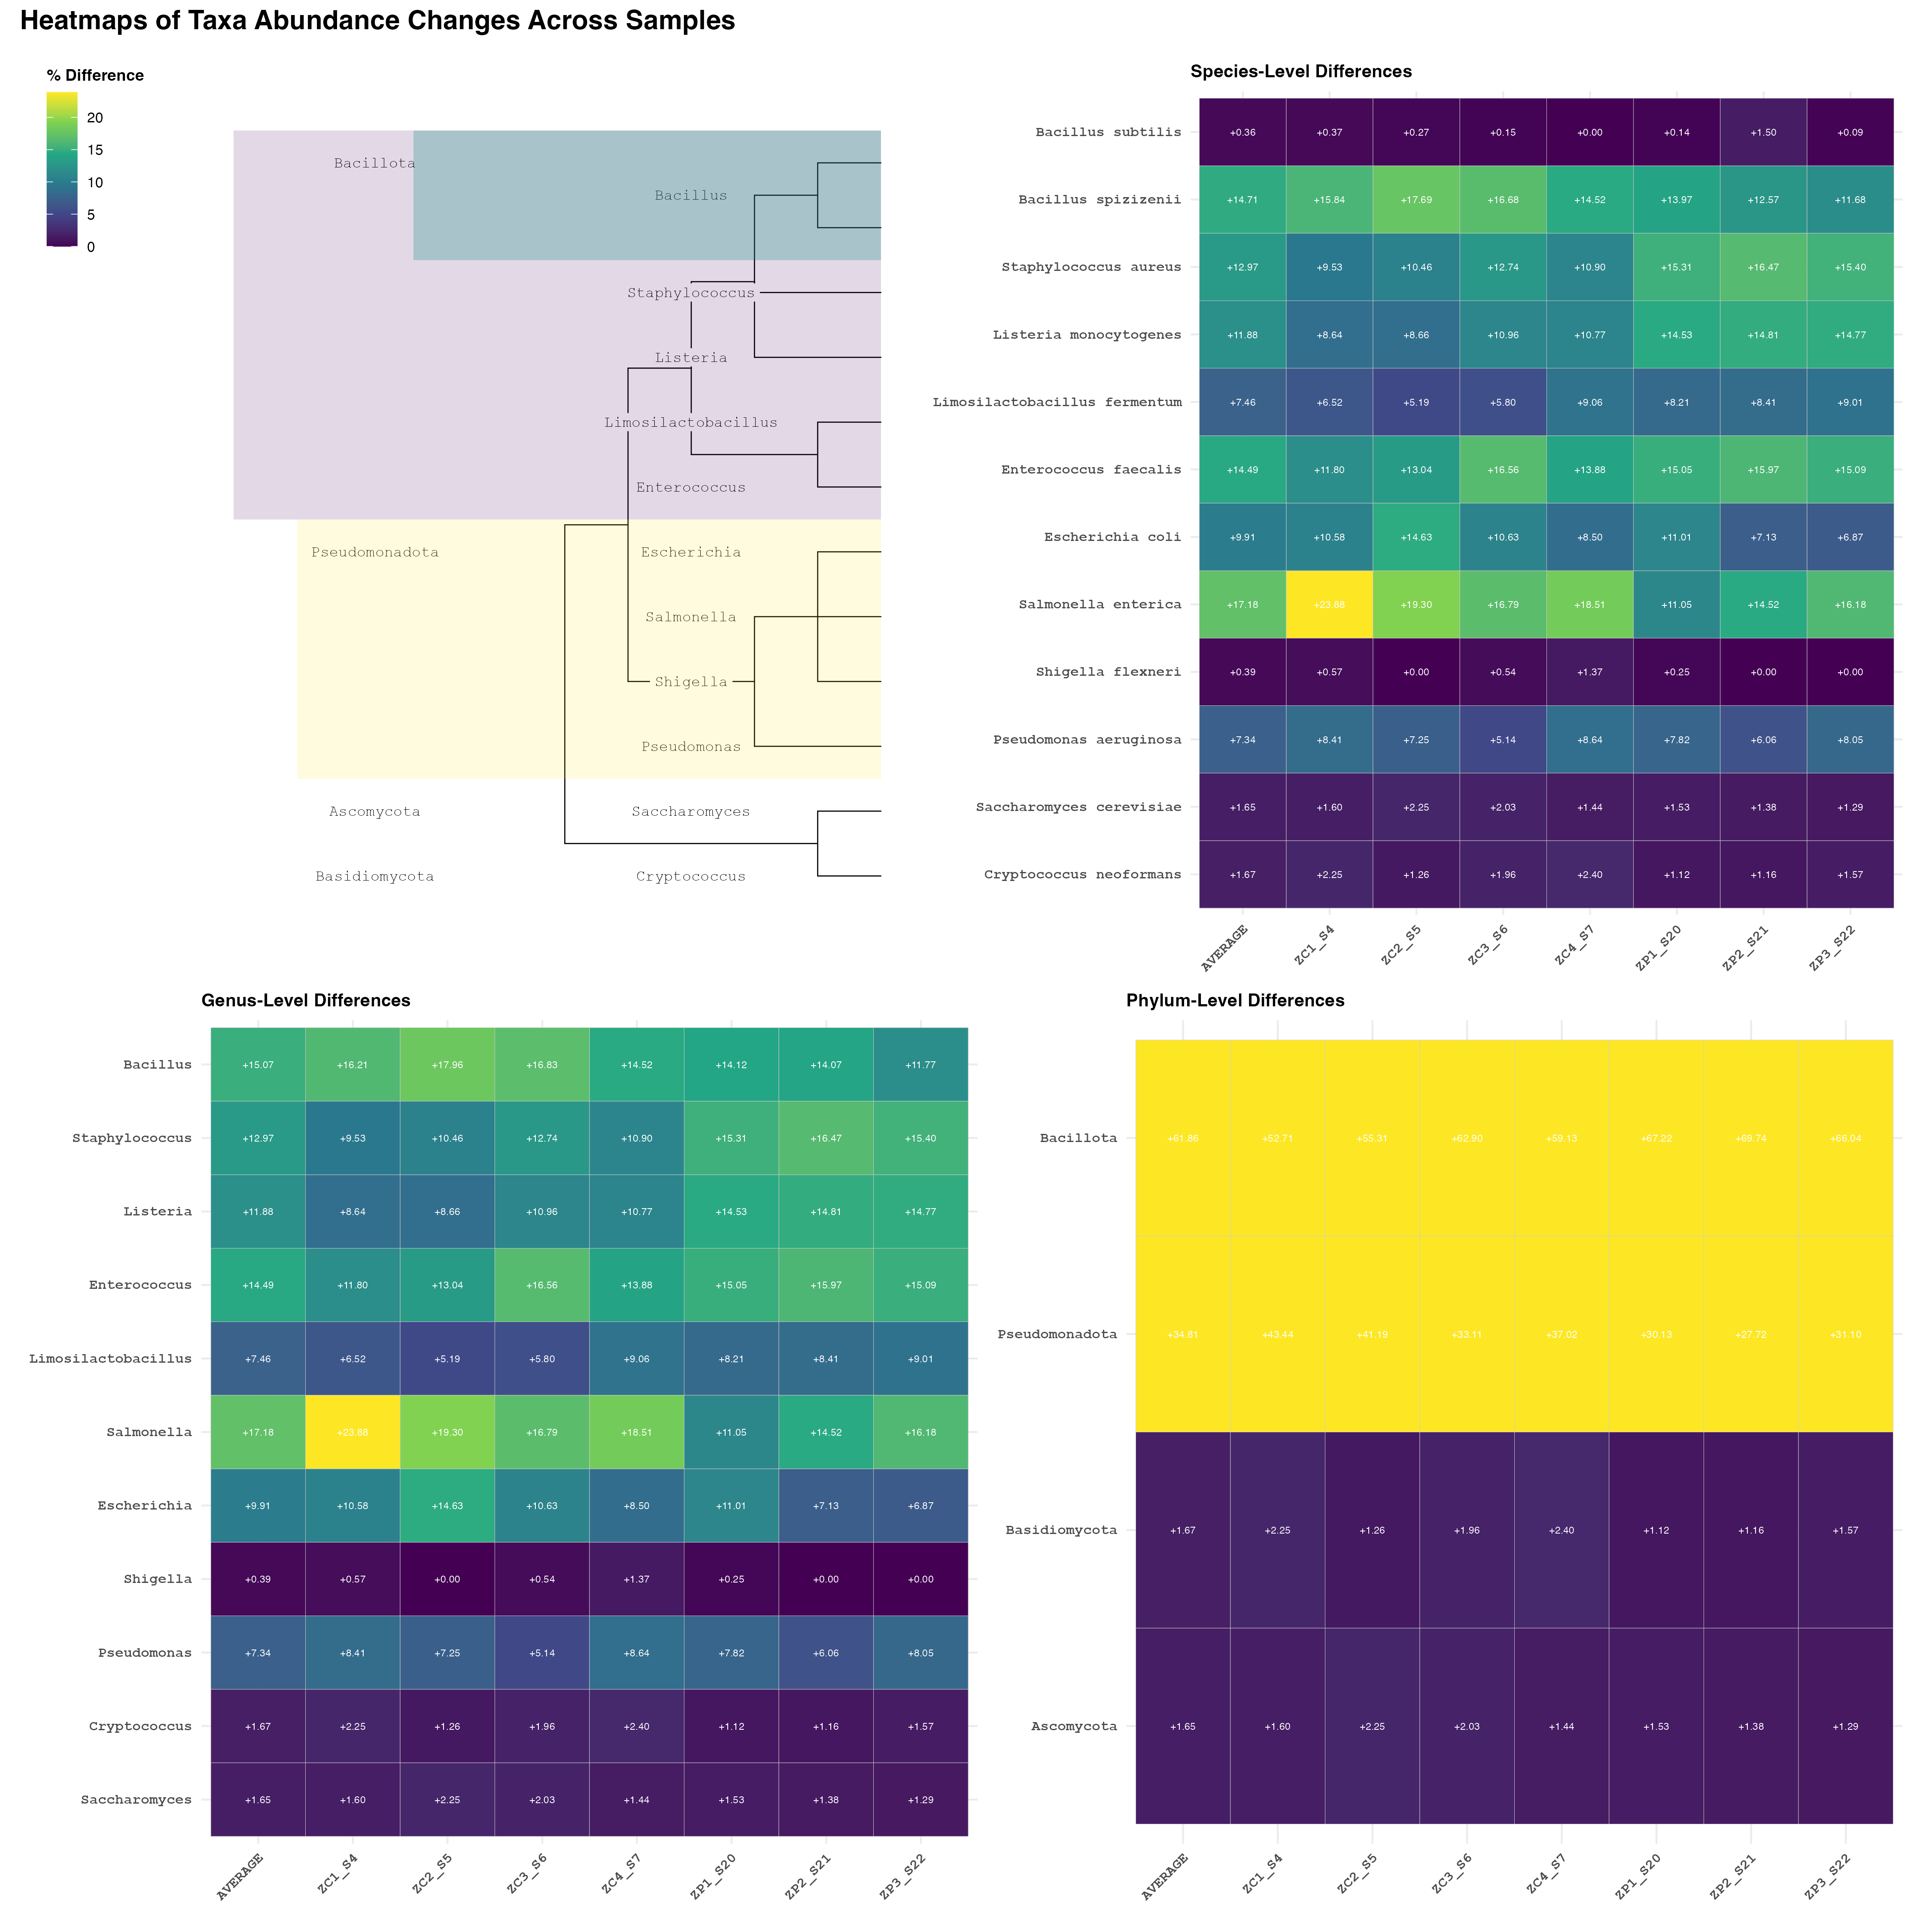 Heatmaps of Taxa Abundance Changes Across Samples
% Difference
20
15
10
5
0
Bacillota
Bacillus
Staphylococcus
Listeria
Limosilactobacillus
Enterococcus
Pseudomonadota
Escherichia
Salmonella
Shigella
Pseudomonas
Ascomycota
Saccharomyces
Basidiomycota
Cryptococcus
Species-Level Differences
Bacillus subtilis +0.36 +0.37 +0.27 +0.15 +0.00 +0.14 +1.50 +0.09
Bacillus spizizenii +14.71 +15.84 +17.69 +16.68 +14.52 +13.97 +12.57 +11.68
Staphylococcus aureus +12.97 +9.53 +10.46 +12.74 +10.90 +15.31 +16.47 +15.40
Listeria monocytogenes +11.88 +8.64 +8.66 +10.96 +10.77 +14.53 +14.81 +14.77
Limosilactobacillus fermentum +7.46 +6.52 +5.19 +5.80 +9.06 +8.21 +8.41 +9.01
Enterococcus faecalis +14.49 +11.80 +13.04 +16.56 +13.88 +15.05 +15.97 +15.09
Escherichia coli +9.91 +10.58 +14.63 +10.63 +8.50 +11.01 +7.13 +6.87
Salmonella enterica +17.18 +23.88 +19.30 +16.79 +18.51 +11.05 +14.52 +16.18
Shigella flexneri +0.39 +0.57 +0.00 +0.54 +1.37 +0.25 +0.00 +0.00
Pseudomonas aeruginosa +7.34 +8.41 +7.25 +5.14 +8.64 +7.82 +6.06 +8.05
Saccharomyces cerevisiae +1.65 +1.60 +2.25 +2.03 +1.44 +1.53 +1.38 +1.29
Cryptococcus neoformans +1.67 +2.25 +1.26 +1.96 +2.40 +1.12 +1.16 +1.57
AVERAGE ZC1_S4 ZC2_S5 ZC3_S6 ZC4_S7 ZP1_S20 ZP2_S21 ZP3_S22
Genus-Level Differences
Bacillus +15.07 +16.21 +17.96 +16.83 +14.52 +14.12 +14.07 +11.77
Staphylococcus +12.97 +9.53 +10.46 +12.74 +10.90 +15.31 +16.47 +15.40
Listeria +11.88 +8.64 +8.66 +10.96 +10.77 +14.53 +14.81 +14.77
Enterococcus +14.49 +11.80 +13.04 +16.56 +13.88 +15.05 +15.97 +15.09
Limosilactobacillus +7.46 +6.52 +5.19 +5.80 +9.06 +8.21 +8.41 +9.01
Salmonella +17.18 +23.88 +19.30 +16.79 +18.51 +11.05 +14.52 +16.18
Escherichia +9.91 +10.58 +14.63 +10.63 +8.50 +11.01 +7.13 +6.87
Shigella +0.39 +0.57 +0.00 +0.54 +1.37 +0.25 +0.00 +0.00
Pseudomonas +7.34 +8.41 +7.25 +5.14 +8.64 +7.82 +6.06 +8.05
Cryptococcus +1.67 +2.25 +1.26 +1.96 +2.40 +1.12 +1.16 +1.57
Saccharomyces +1.65 +1.60 +2.25 +2.03 +1.44 +1.53 +1.38 +1.29
AVERAGE ZC1_S4 ZC2_S5 ZC3_S6 ZC4_S7 ZP1_S20 ZP2_S21 ZP3_S22
Phylum-Level Differences
Bacillota +61.86 +52.71 +55.31 +62.90 +59.13 +67.22 +69.74 +66.04
Pseudomonadota +34.81 +43.44 +41.19 +33.11 +37.02 +30.13 +27.72 +31.10
Basidiomycota +1.67 +2.25 +1.26 +1.96 +2.40 +1.12 +1.16 +1.57
Ascomycota +1.65 +1.60 +2.25 +2.03 +1.44 +1.53 +1.38 +1.29
AVERAGE ZC1_S4 ZC2_S5 ZC3_S6 ZC4_S7 ZP1_S20 ZP2_S21 ZP3_S22